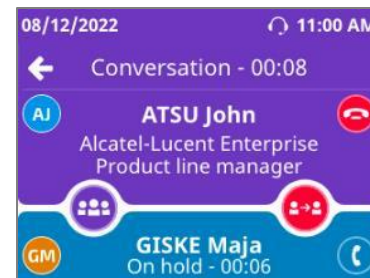 08/12/2022 11:00 AM
Conversation - 00:08
AJ ATSU John
Alcatel-Lucent Enterprise
Product line manager
GM GISKE Maja
On hold - 00:06